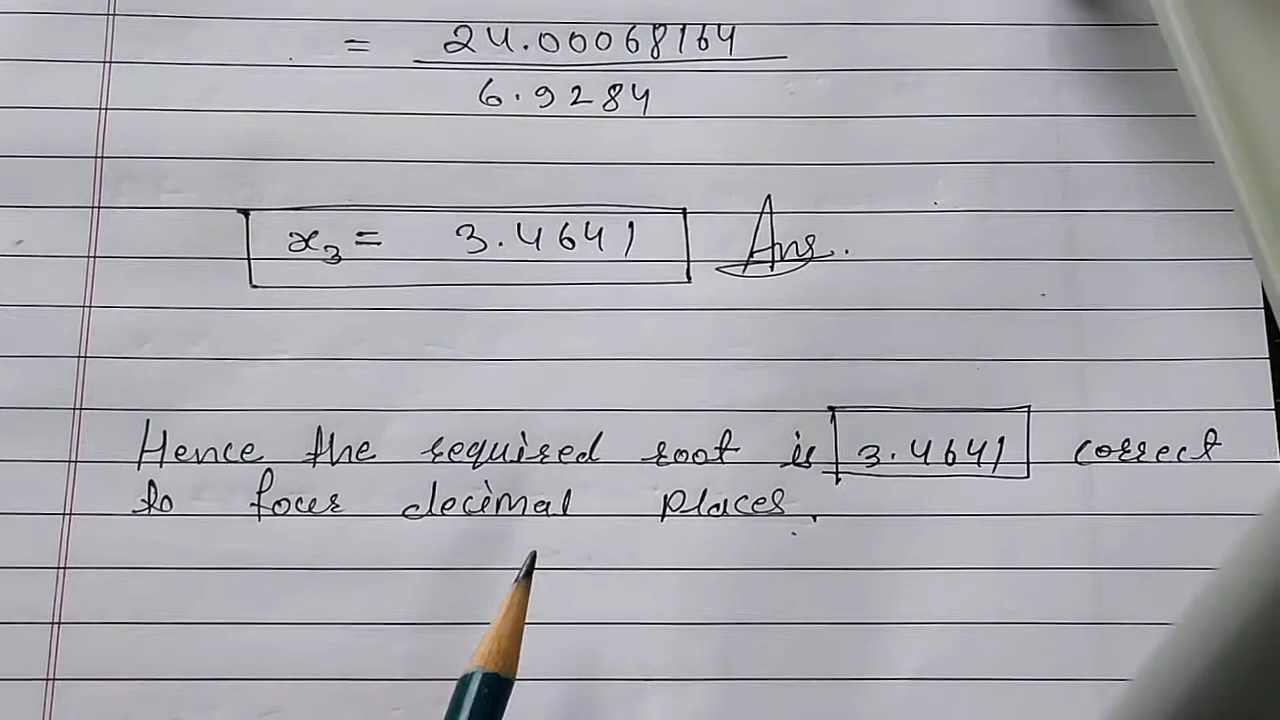 = 24.00068164
6.9284
x₃ = 3.4641 Ans.
Hence the required root is 3.4641 correct
to four decimal places.